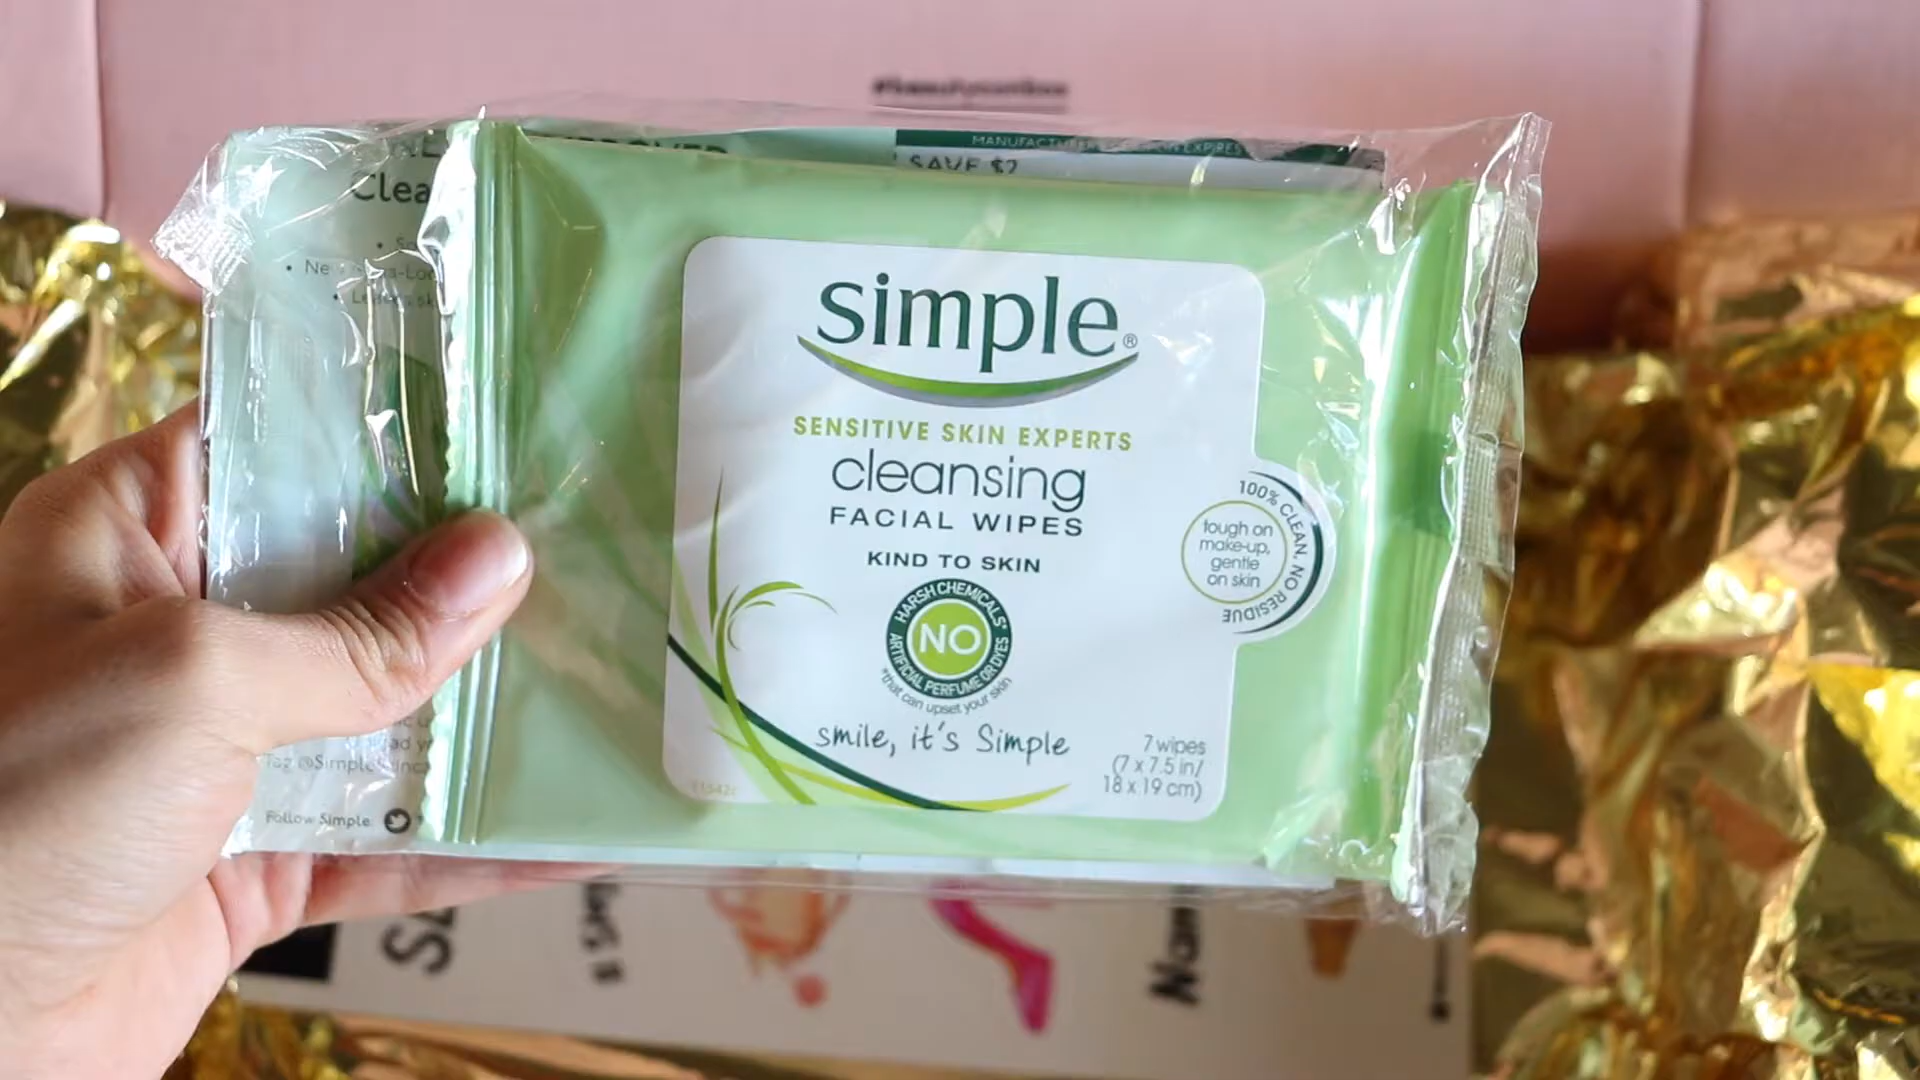 #beautyconbox
Clea
SAVE $2
simple®
SENSITIVE SKIN EXPERTS
cleansing
FACIAL WIPES
KIND TO SKIN
HARSH CHEMICALS*
NO
ARTIFICIAL PERFUME OR DYES
*that can upset your skin
smile, it's Simple
100% CLEAN, NO RESIDUE
tough on
make-up,
gentle
on skin
7 wipes
(7 x 7.5 in/
18 x 19 cm)
Follow Simple: